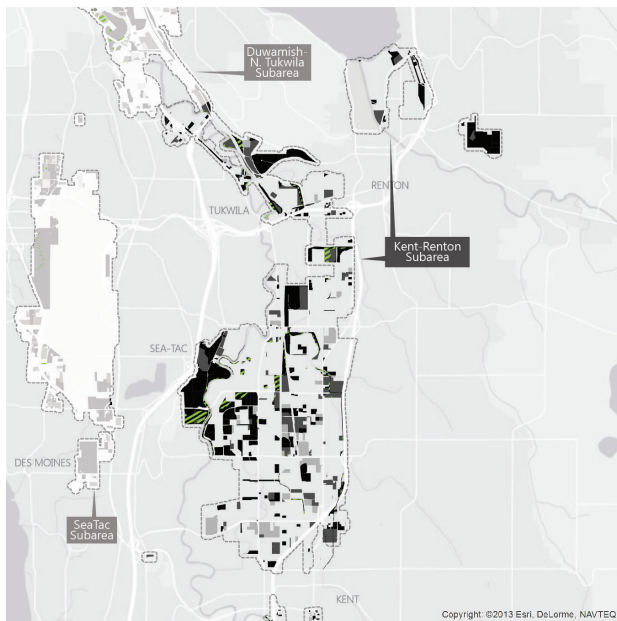 Duwamish-
N. Tukwila
Subarea
RENTON
TUKWILA
Kent-Renton
Subarea
SEA-TAC
DES MOINES
SeaTac
Subarea
KENT
Copyright: ©2013 Esri, DeLorme, NAVTEQ